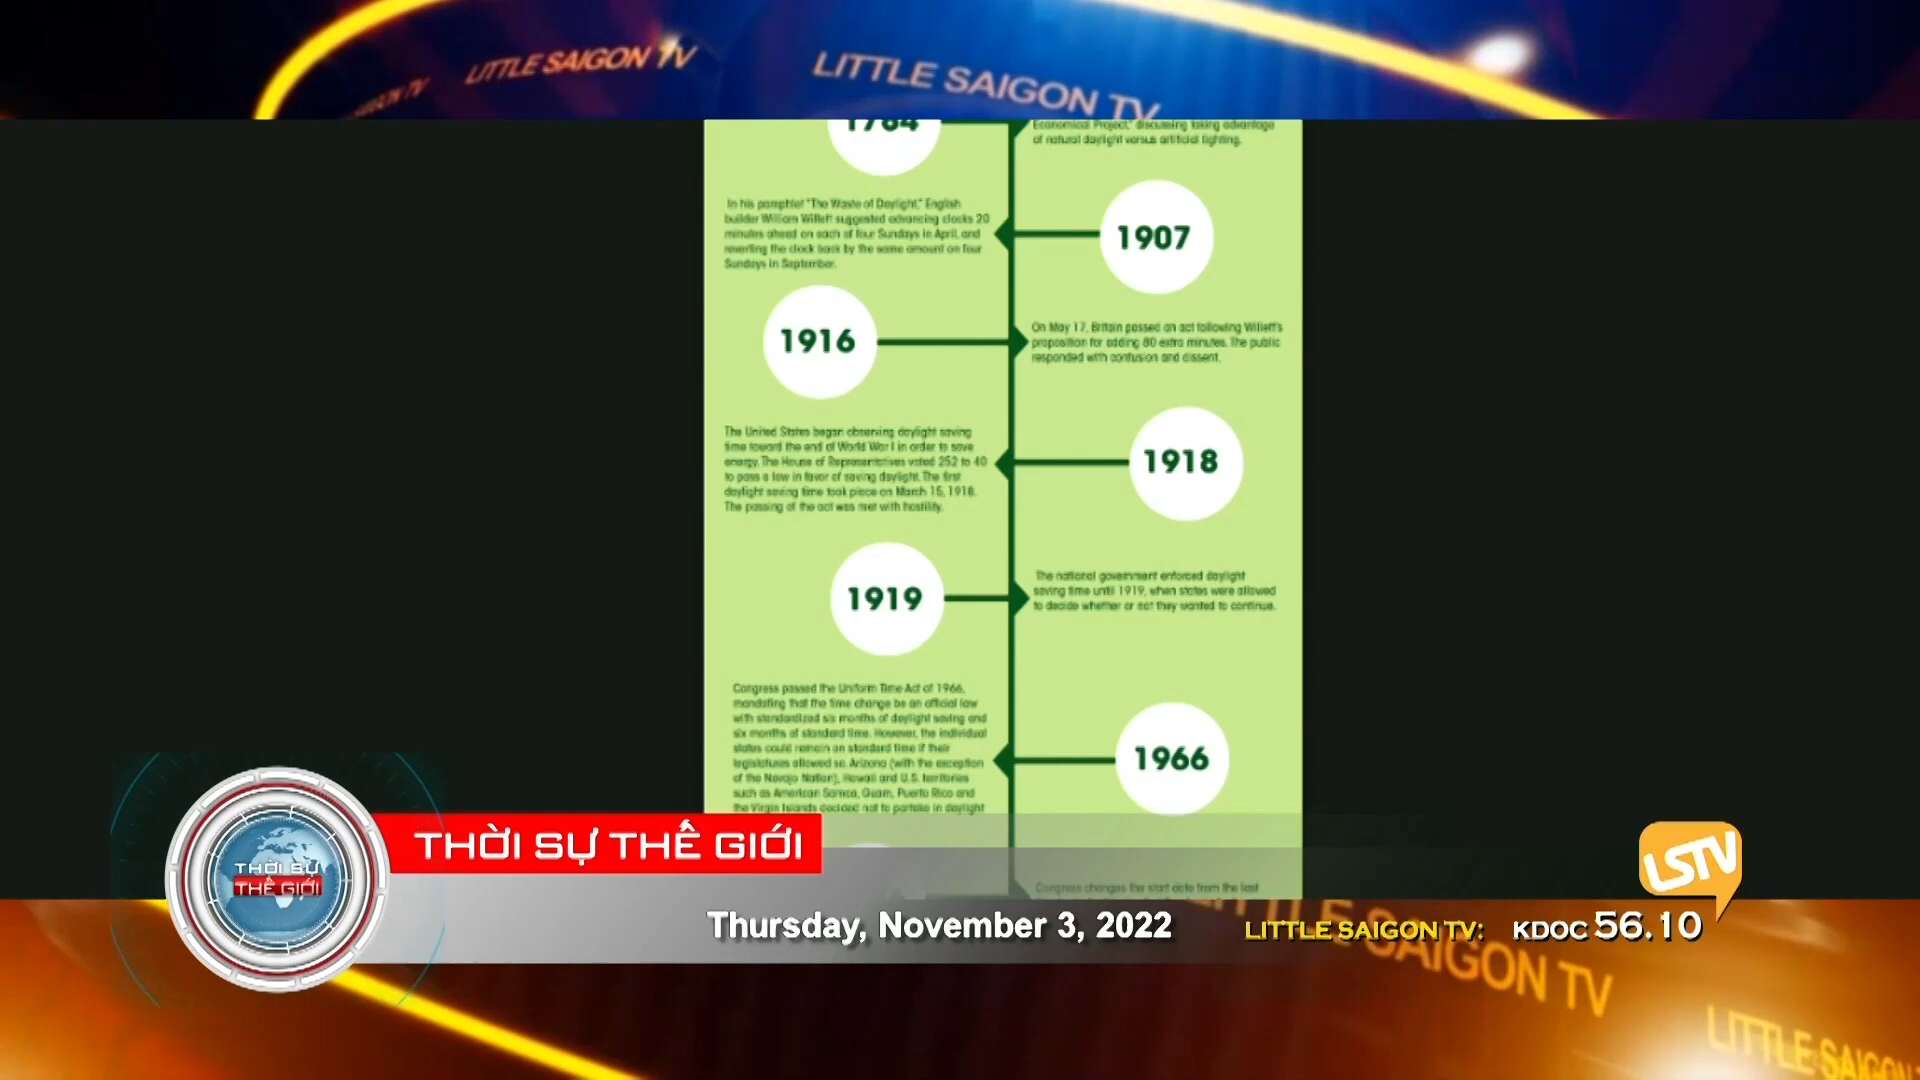 LITTLE SAIGON TV
LITTLE SAIGON TV
SAIGON TV
1784
Economical Project," discussing taking advantage
of natural daylight versus artificial lighting.
In his pamphlet "The Waste of Daylight," English
builder William Willett suggested advancing clocks 20
minutes ahead on each of four Sundays in April, and
reverting the clock back by the same amount on four
Sundays in September.
1907
1916
On May 17, Britain passed an act following Willett's
proposition for adding 80 extra minutes. The public
responded with confusion and dissent.
The United States began observing daylight saving
time toward the end of World War I in order to save
energy. The House of Representatives voted 252 to 40
to pass a law in favor of saving daylight. The first
daylight saving time took place on March 15, 1918.
The passing of the act was met with hostility.
1918
1919
The national government enforced daylight
saving time until 1919, when states were allowed
to decide whether or not they wanted to continue.
Congress passed the Uniform Time Act of 1966,
mandating that the time change be an official law
with standardized six months of daylight saving and
six months of standard time. However, the individual
states could remain on standard time if their
legislatures allowed so. Arizona (with the exception
of the Navajo Nation), Hawaii and U.S. territories
such as American Samoa, Guam, Puerto Rico and
the Virgin Islands decided not to partake in daylight
1966
Congress changes the start date from the last
THỜI SỰ THẾ GIỚI
THỜI SỰ
THẾ GIỚI
LSTV
Thursday, November 3, 2022
LITTLE SAIGON TV: KDOC 56.10
LITTLE SAIGON TV
LITTLE SAIGON